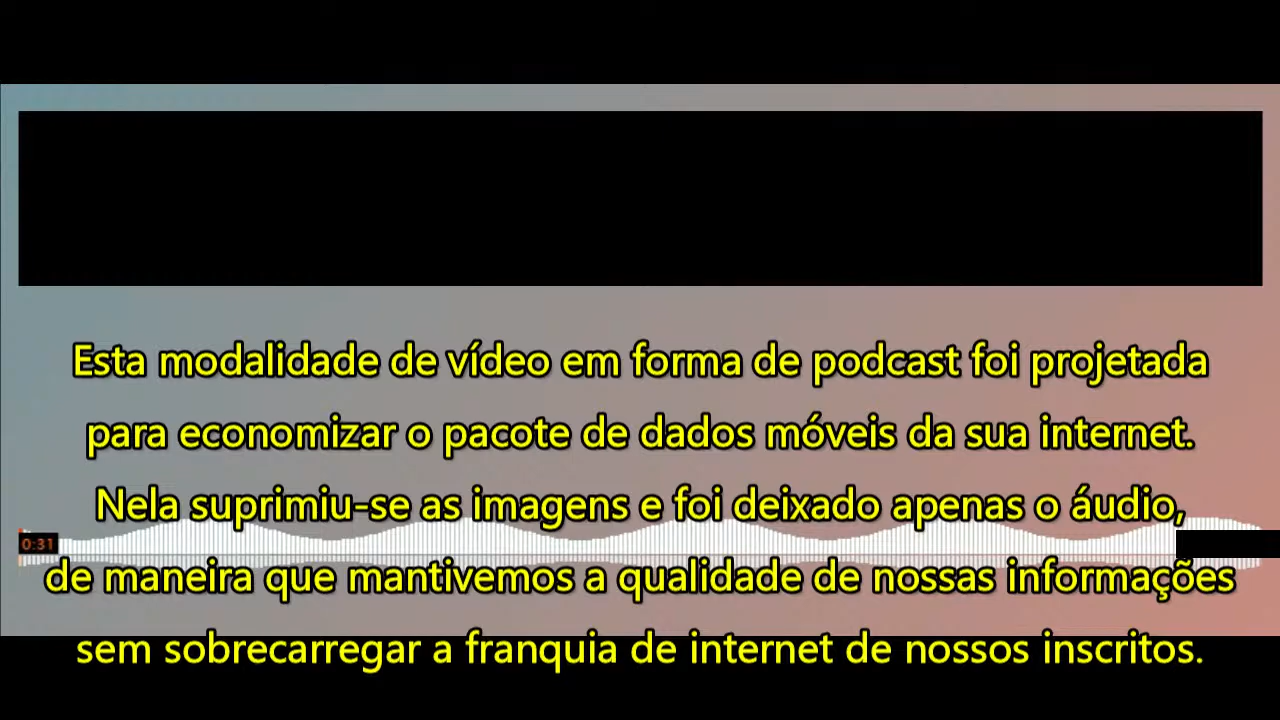 Esta modalidade de vídeo em forma de podcast foi projetada
para economizar o pacote de dados móveis da sua internet.
Nela suprimiu-se as imagens e foi deixado apenas o áudio,
0:31
de maneira que mantivemos a qualidade de nossas informações
sem sobrecarregar a franquia de internet de nossos inscritos.